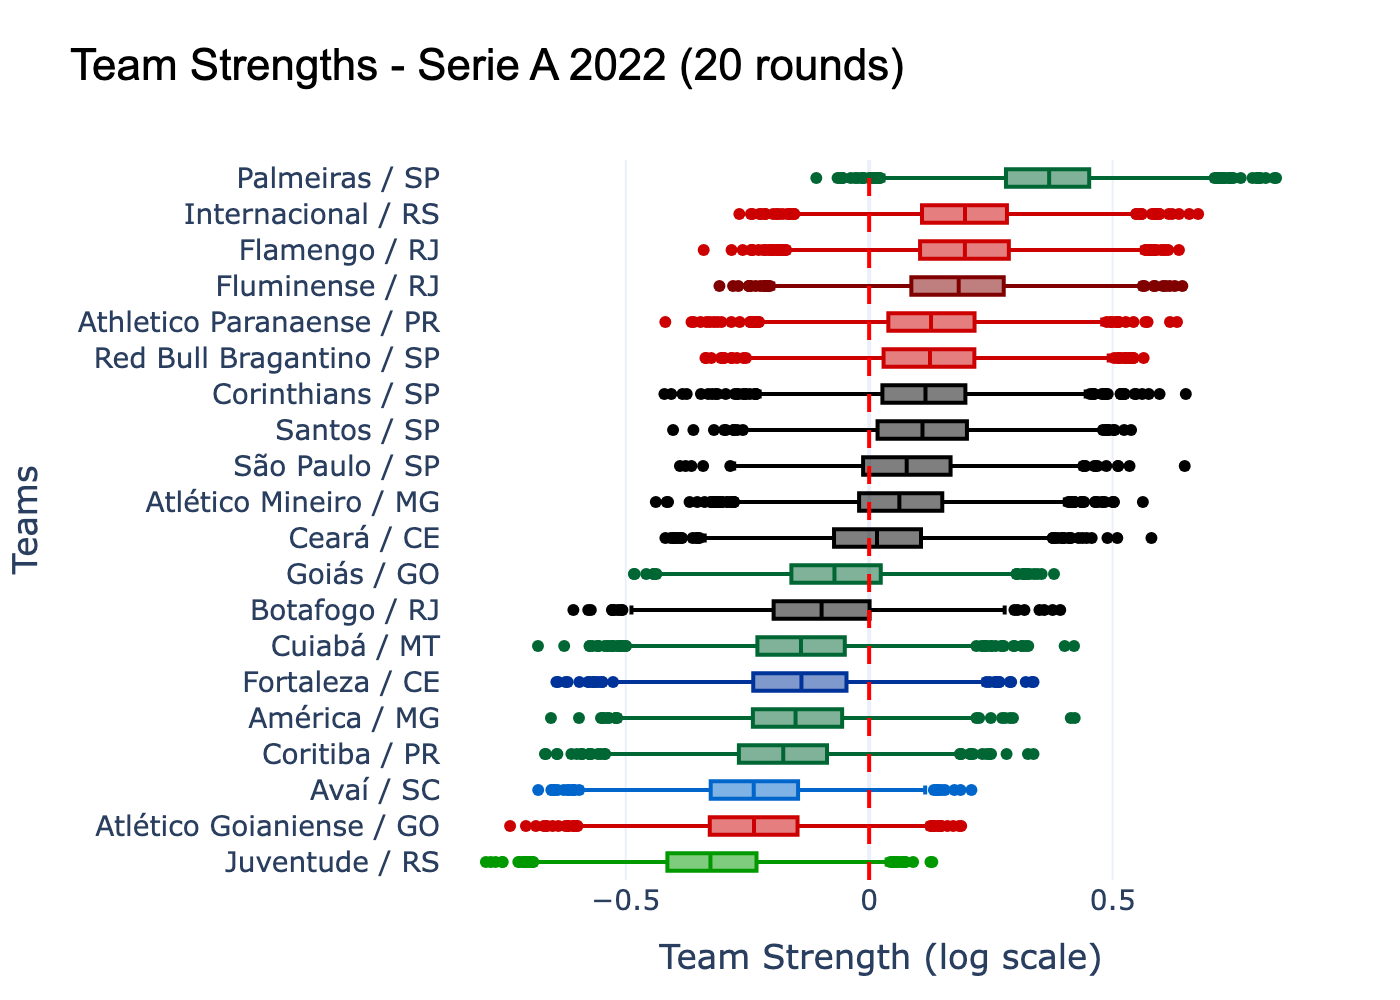 Team Strengths - Serie A 2022 (20 rounds)
Palmeiras / SP
Internacional / RS
Flamengo / RJ
Fluminense / RJ
Athletico Paranaense / PR
Red Bull Bragantino / SP
Corinthians / SP
Santos / SP
São Paulo / SP
Atlético Mineiro / MG
Ceará / CE
Goiás / GO
Botafogo / RJ
Cuiabá / MT
Fortaleza / CE
América / MG
Coritiba / PR
Avaí / SC
Atlético Goianiense / GO
Juventude / RS
Teams
−0.5 0 0.5
Team Strength (log scale)